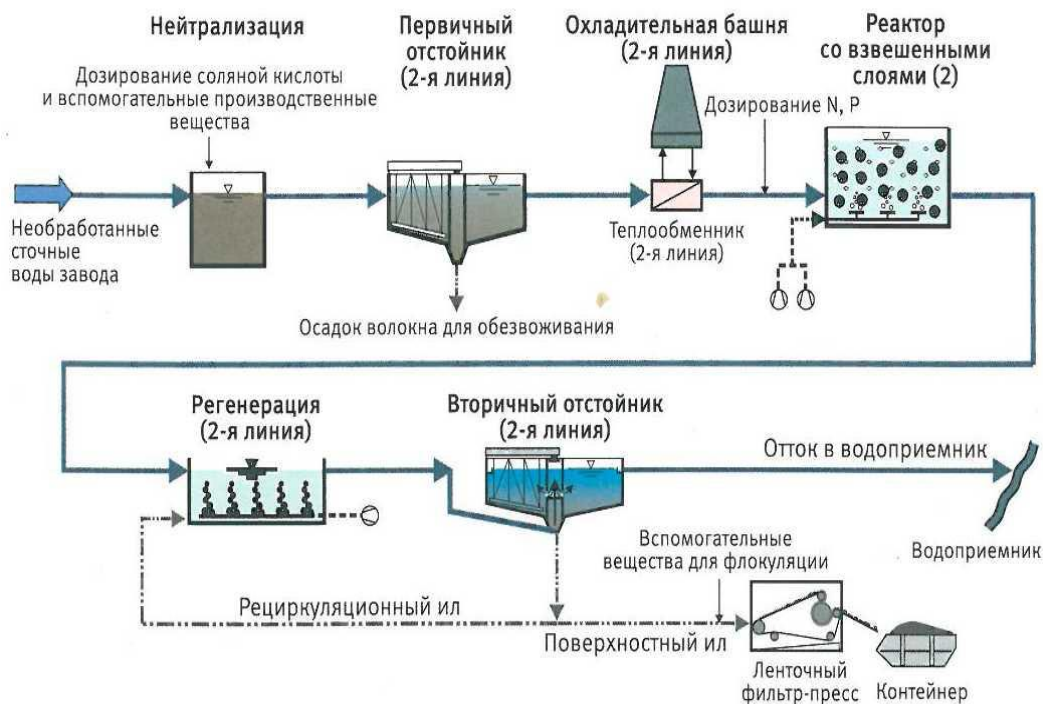 Нейтрализация
Дозирование соляной кислоты
и вспомогательные производственные
вещества
Первичный
отстойник
(2-я линия)
Охладительная башня
(2-я линия)
Дозирование N, P
Реактор
со взвешенными
слоями (2)
Необработанные
сточные
воды завода
Теплообменник
(2-я линия)
Осадок волокна для обезвоживания
Регенерация
(2-я линия)
Вторичный отстойник
(2-я линия)
Отток в водоприемник
Водоприемник
Вспомогательные
вещества для флокуляции
Рециркуляционный ил
Поверхностный ил
Ленточный
фильтр-пресс
Контейнер